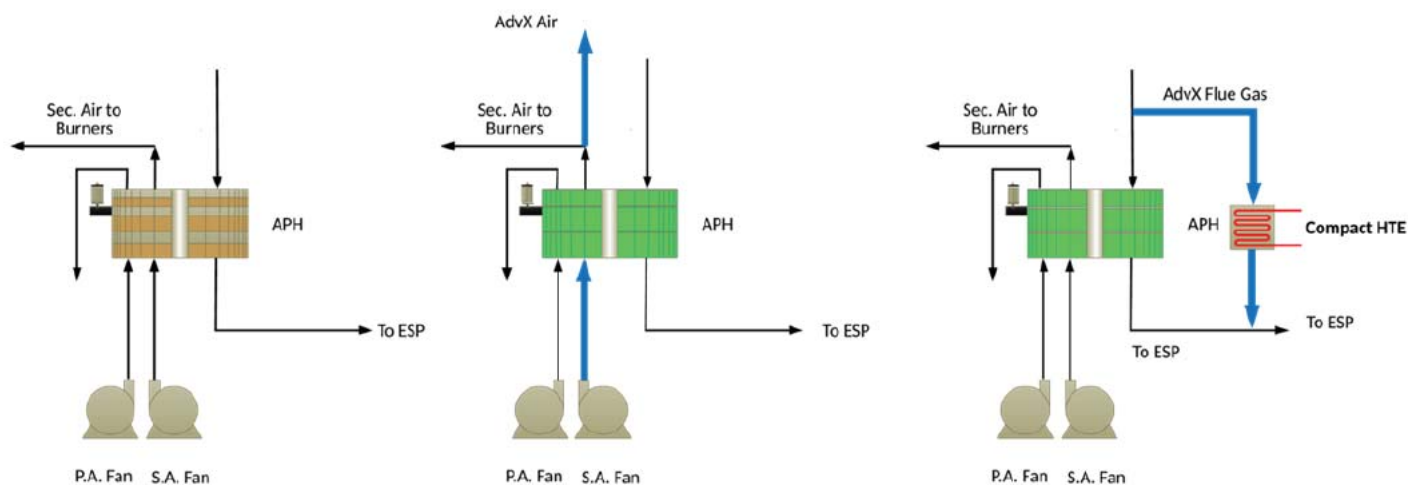 Sec. Air to
Burners
APH
To ESP
P.A. Fan
S.A. Fan
AdvX Air
Sec. Air to
Burners
APH
To ESP
P.A. Fan
S.A. Fan
Sec. Air to
Burners
AdvX Flue Gas
APH
Compact HTE
To ESP
To ESP
P.A. Fan
S.A. Fan